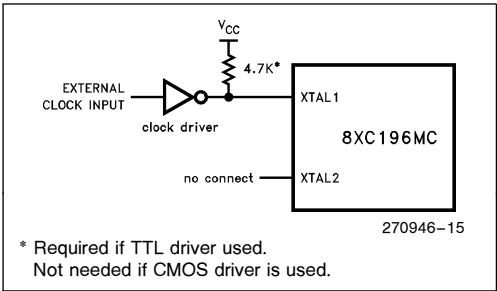 VCC
4.7K*
EXTERNAL
CLOCK INPUT
clock driver
XTAL1
8XC196MC
no connect
XTAL2
270946-15
* Required if TTL driver used.
Not needed if CMOS driver is used.